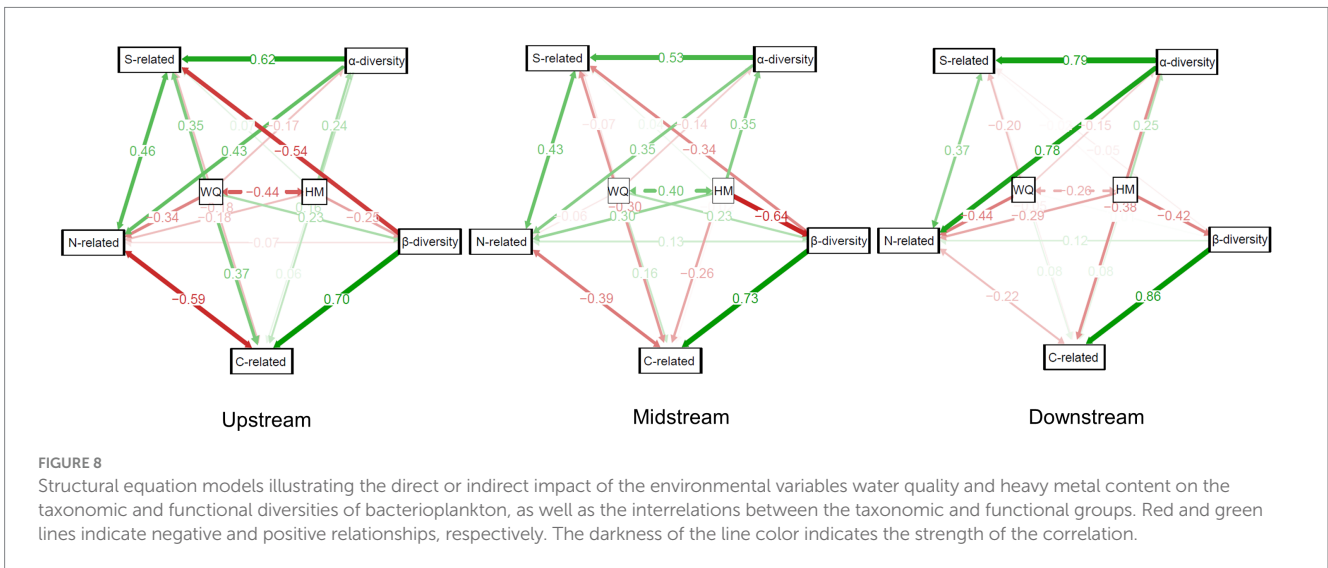 S-related
0.62
α-diversity
0.35
-0.17
0.24
0.46
0.43
−0.54
WQ
−0.44
HM
−0.34
−0.18
0.23
−0.25
N-related
0.07
β-diversity
0.37
0.06
−0.59
0.70
C-related
Upstream
S-related
0.53
α-diversity
−0.07
0.14
0.35
0.43
0.35
−0.34
WQ
0.40
HM
0.06
0.30
−0.30
0.23
−0.64
N-related
0.13
β-diversity
0.16
−0.26
−0.39
0.73
C-related
Midstream
S-related
0.79
α-diversity
−0.20
0.15
0.25
0.37
0.78
−0.05
WQ
−0.26
HM
−0.44
−0.29
−0.38
−0.42
N-related
0.12
β-diversity
0.08
0.08
−0.22
0.86
C-related
Downstream
FIGURE 8
Structural equation models illustrating the direct or indirect impact of the environmental variables water quality and heavy metal content on the
taxonomic and functional diversities of bacterioplankton, as well as the interrelations between the taxonomic and functional groups. Red and green
lines indicate negative and positive relationships, respectively. The darkness of the line color indicates the strength of the correlation.